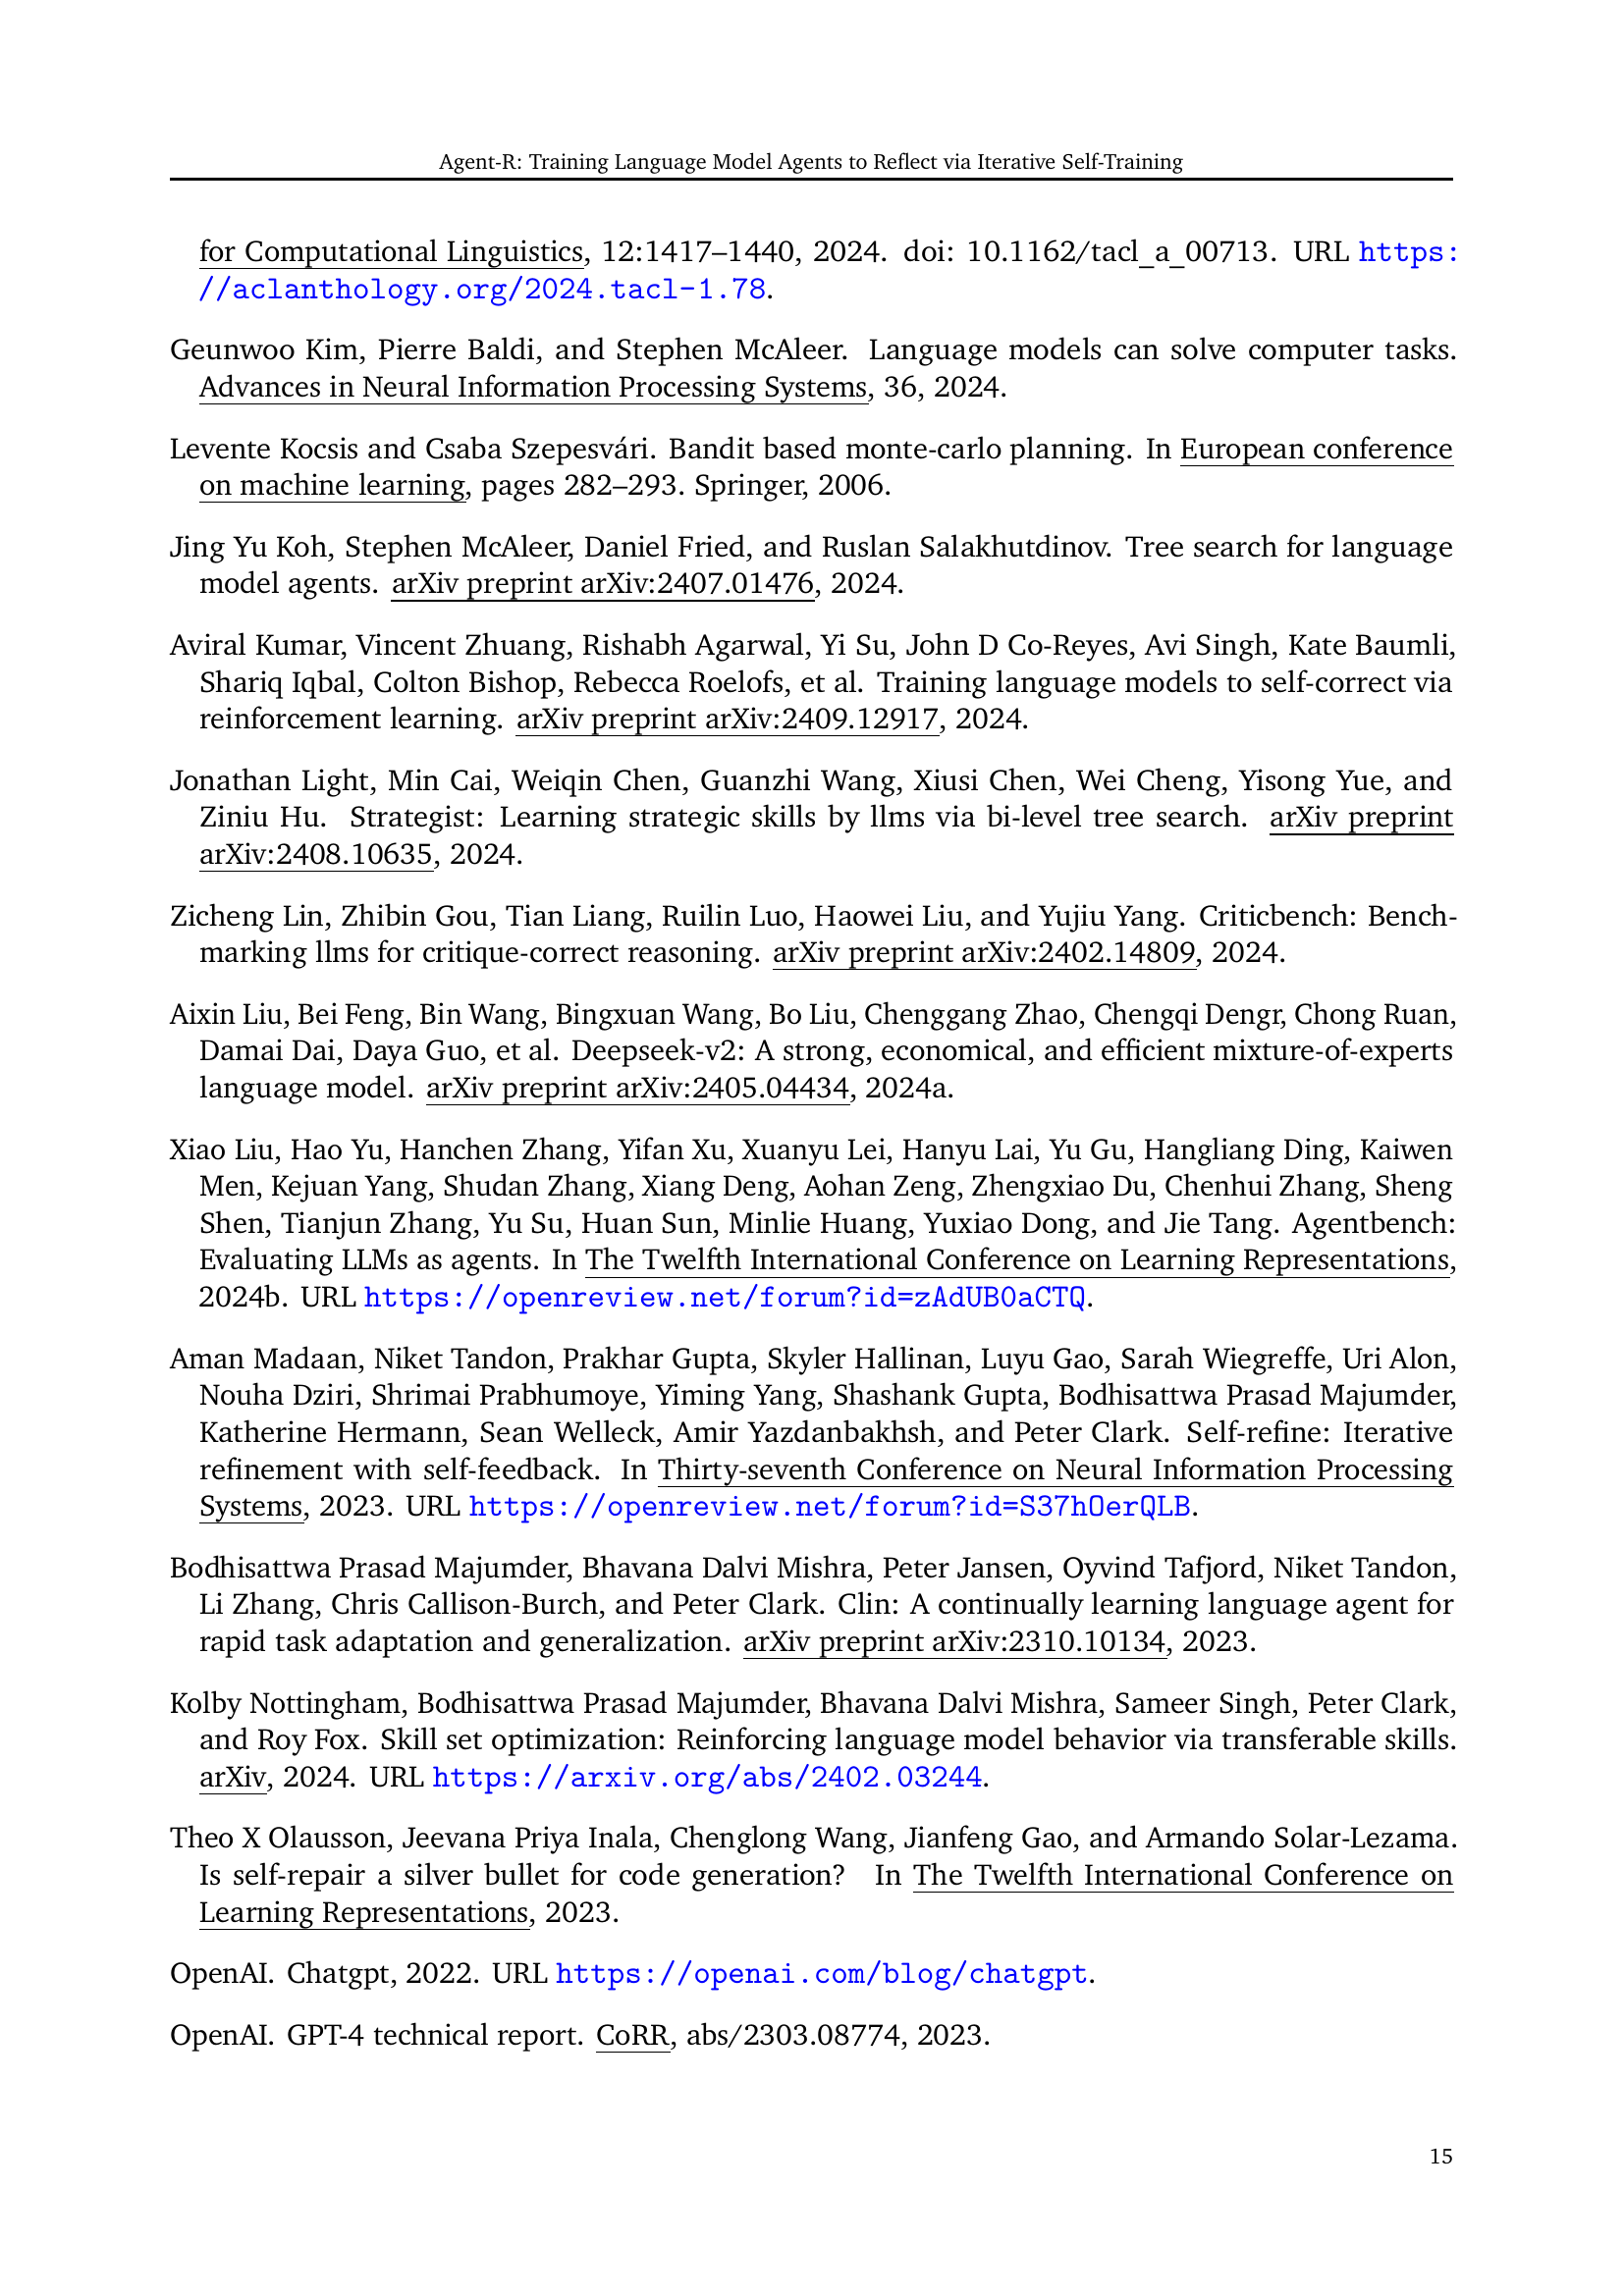 Agent-R: Training Language Model Agents to Reflect via Iterative Self-Training
for Computational Linguistics, 12:1417–1440, 2024. doi: 10.1162/tacl_a_00713. URL https:
//aclanthology.org/2024.tacl-1.78.
Geunwoo Kim, Pierre Baldi, and Stephen McAleer. Language models can solve computer tasks.
Advances in Neural Information Processing Systems, 36, 2024.
Levente Kocsis and Csaba Szepesvári. Bandit based monte-carlo planning. In European conference
on machine learning, pages 282–293. Springer, 2006.
Jing Yu Koh, Stephen McAleer, Daniel Fried, and Ruslan Salakhutdinov. Tree search for language
model agents. arXiv preprint arXiv:2407.01476, 2024.
Aviral Kumar, Vincent Zhuang, Rishabh Agarwal, Yi Su, John D Co-Reyes, Avi Singh, Kate Baumli,
Shariq Iqbal, Colton Bishop, Rebecca Roelofs, et al. Training language models to self-correct via
reinforcement learning. arXiv preprint arXiv:2409.12917, 2024.
Jonathan Light, Min Cai, Weiqin Chen, Guanzhi Wang, Xiusi Chen, Wei Cheng, Yisong Yue, and
Ziniu Hu. Strategist: Learning strategic skills by llms via bi-level tree search. arXiv preprint
arXiv:2408.10635, 2024.
Zicheng Lin, Zhibin Gou, Tian Liang, Ruilin Luo, Haowei Liu, and Yujiu Yang. Criticbench: Bench-
marking llms for critique-correct reasoning. arXiv preprint arXiv:2402.14809, 2024.
Aixin Liu, Bei Feng, Bin Wang, Bingxuan Wang, Bo Liu, Chenggang Zhao, Chengqi Dengr, Chong Ruan,
Damai Dai, Daya Guo, et al. Deepseek-v2: A strong, economical, and efficient mixture-of-experts
language model. arXiv preprint arXiv:2405.04434, 2024a.
Xiao Liu, Hao Yu, Hanchen Zhang, Yifan Xu, Xuanyu Lei, Hanyu Lai, Yu Gu, Hangliang Ding, Kaiwen
Men, Kejuan Yang, Shudan Zhang, Xiang Deng, Aohan Zeng, Zhengxiao Du, Chenhui Zhang, Sheng
Shen, Tianjun Zhang, Yu Su, Huan Sun, Minlie Huang, Yuxiao Dong, and Jie Tang. Agentbench:
Evaluating LLMs as agents. In The Twelfth International Conference on Learning Representations,
2024b. URL https://openreview.net/forum?id=zAdUB0aCTQ.
Aman Madaan, Niket Tandon, Prakhar Gupta, Skyler Hallinan, Luyu Gao, Sarah Wiegreffe, Uri Alon,
Nouha Dziri, Shrimai Prabhumoye, Yiming Yang, Shashank Gupta, Bodhisattwa Prasad Majumder,
Katherine Hermann, Sean Welleck, Amir Yazdanbakhsh, and Peter Clark. Self-refine: Iterative
refinement with self-feedback. In Thirty-seventh Conference on Neural Information Processing
Systems, 2023. URL https://openreview.net/forum?id=S37hOerQLB.
Bodhisattwa Prasad Majumder, Bhavana Dalvi Mishra, Peter Jansen, Oyvind Tafjord, Niket Tandon,
Li Zhang, Chris Callison-Burch, and Peter Clark. Clin: A continually learning language agent for
rapid task adaptation and generalization. arXiv preprint arXiv:2310.10134, 2023.
Kolby Nottingham, Bodhisattwa Prasad Majumder, Bhavana Dalvi Mishra, Sameer Singh, Peter Clark,
and Roy Fox. Skill set optimization: Reinforcing language model behavior via transferable skills.
arXiv, 2024. URL https://arxiv.org/abs/2402.03244.
Theo X Olausson, Jeevana Priya Inala, Chenglong Wang, Jianfeng Gao, and Armando Solar-Lezama.
Is self-repair a silver bullet for code generation? In The Twelfth International Conference on
Learning Representations, 2023.
OpenAI. Chatgpt, 2022. URL https://openai.com/blog/chatgpt.
OpenAI. GPT-4 technical report. CoRR, abs/2303.08774, 2023.
15